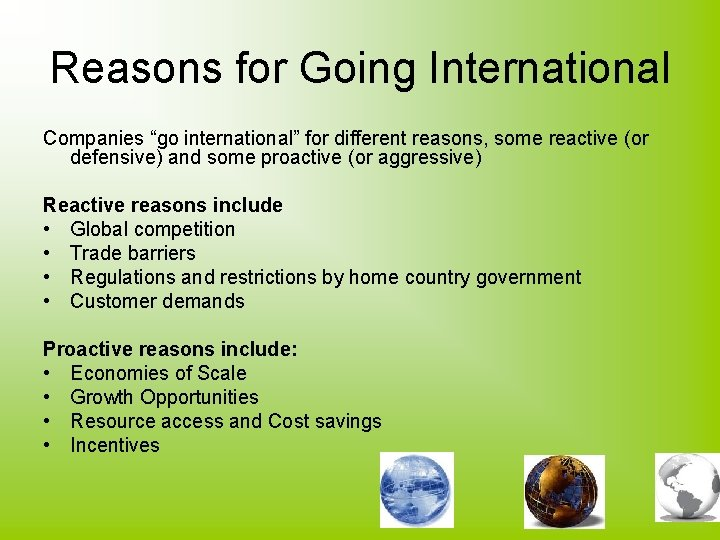 Reasons for Going International
Companies “go international” for different reasons, some reactive (or
defensive) and some proactive (or aggressive)
Reactive reasons include
• Global competition
• Trade barriers
• Regulations and restrictions by home country government
• Customer demands
Proactive reasons include:
• Economies of Scale
• Growth Opportunities
• Resource access and Cost savings
• Incentives